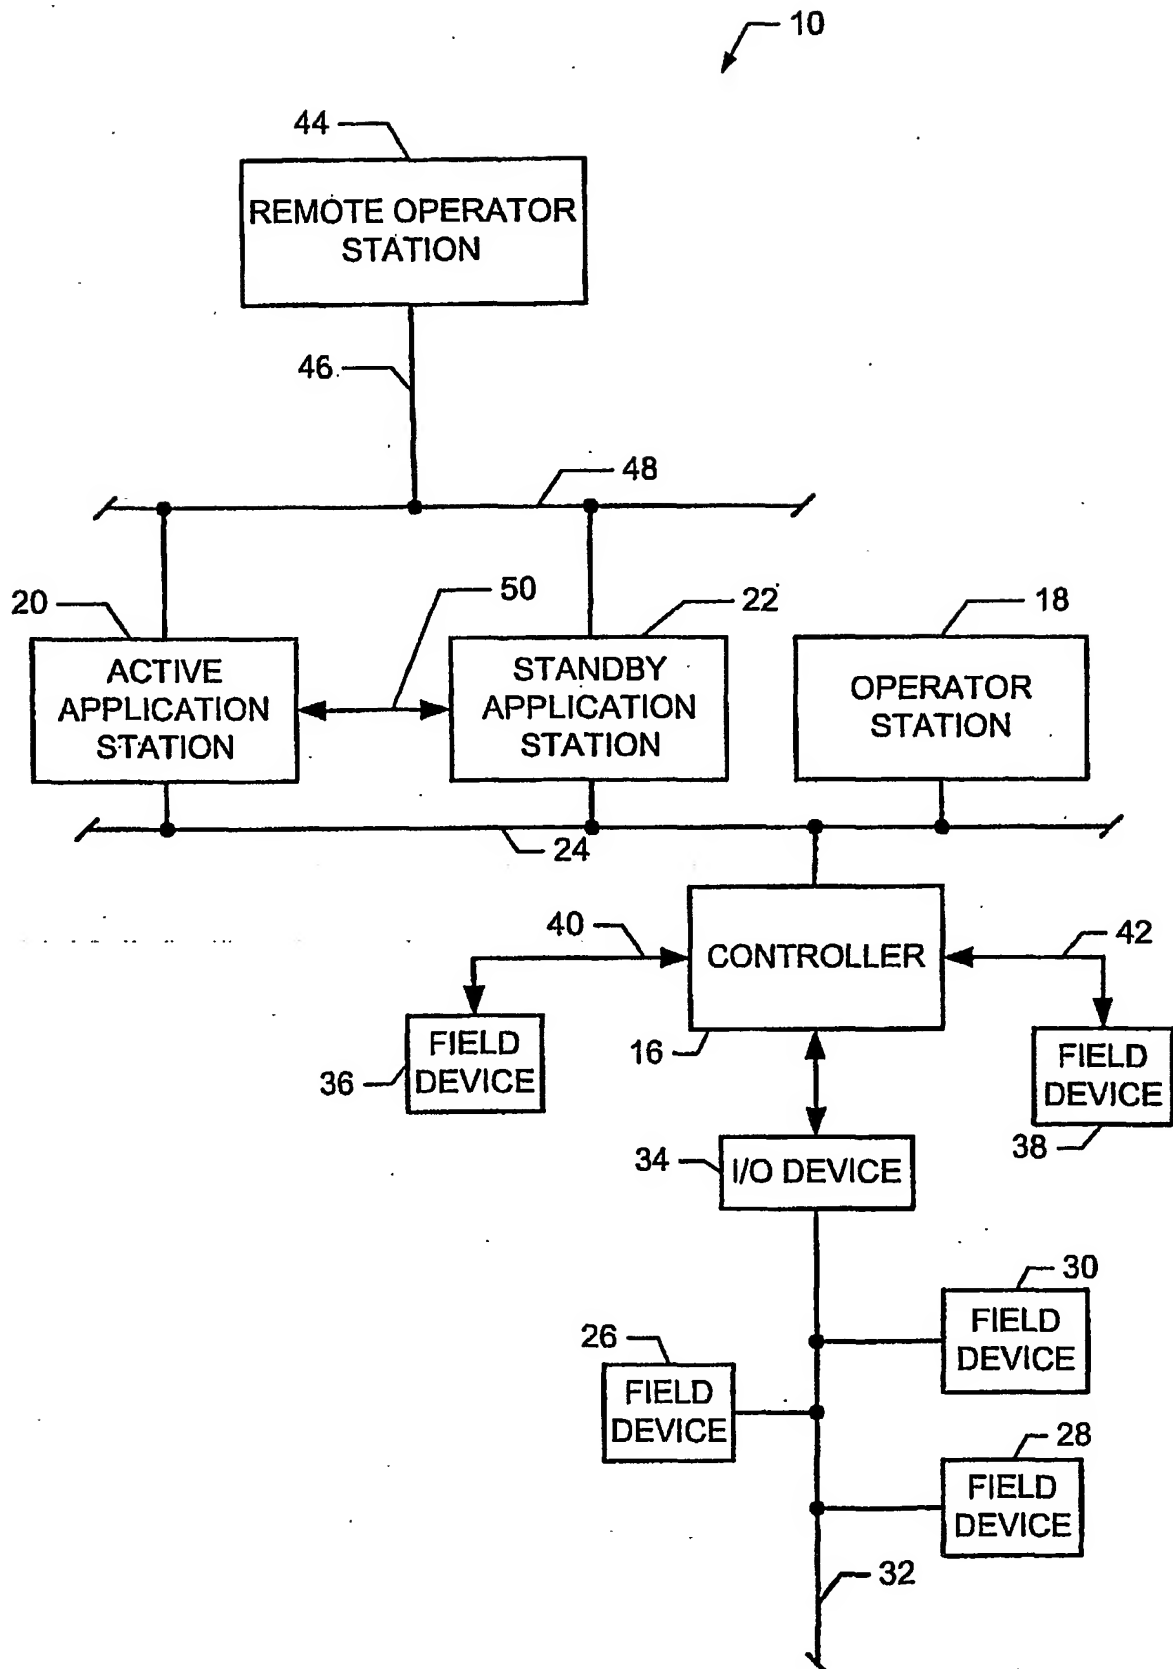 10
44
REMOTE OPERATOR
STATION
46
48
20
50
22
18
ACTIVE
APPLICATION
STATION
STANDBY
APPLICATION
STATION
OPERATOR
STATION
24
40
CONTROLLER
42
FIELD
DEVICE
36
16
FIELD
DEVICE
38
34
I/O DEVICE
30
FIELD
DEVICE
26
FIELD
DEVICE
28
FIELD
DEVICE
32